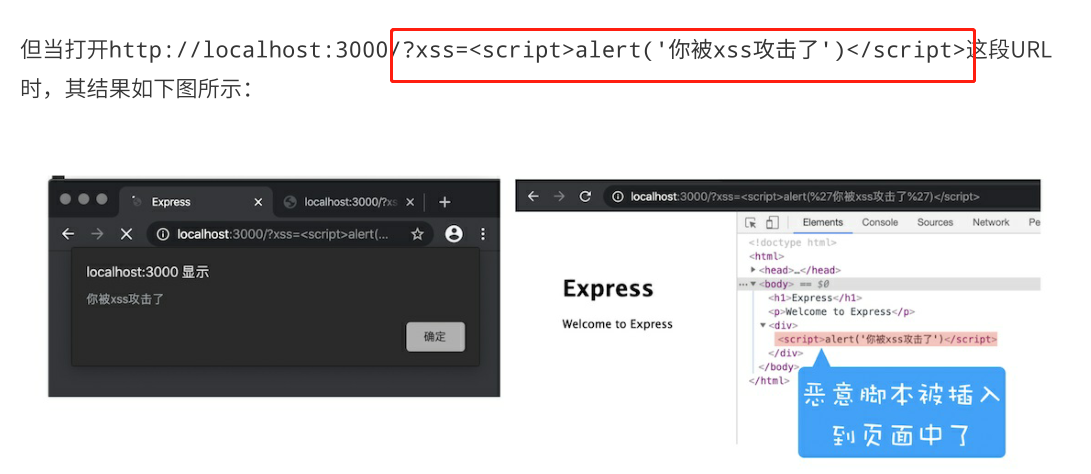 但当打开http://localhost:3000/?xss=<script>alert('你被xss攻击了')</script>这段URL
时，其结果如下图所示：
Express
localhost:3000/?xs
localhost:3000/?xss=<script>alert(...
localhost:3000 显示
你被xss攻击了
确定
localhost:3000/?xss=<script>alert(%27你被xss攻击了%27)</script>
Express
Welcome to Express
Elements Console Sources Network Pe
<!doctype html>
<html>
<head>…</head>
<body> == $0
<h1>Express</h1>
<p>Welcome to Express</p>
<div>
<script>alert('你被xss攻击了')</script>
</div>
</body>
</html>
恶意脚本被插入
到页面中了